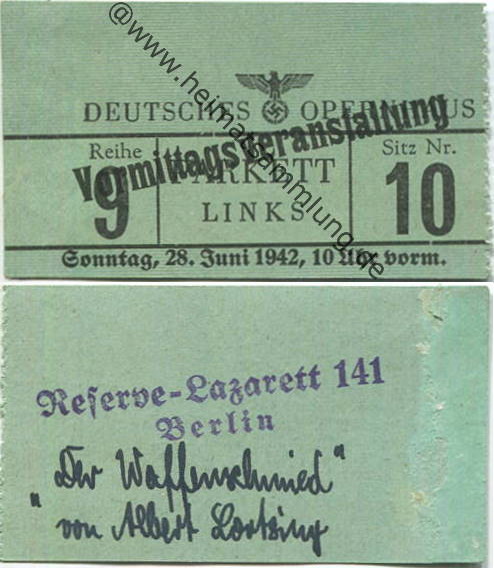 @www.heimatsammlung.de
DEUTSCHES OPERNHAUS
Vormittagsveranstaltung
Reihe
9
PARKETT
LINKS
Sitz Nr.
10
Sonntag, 28. Juni 1942, 10 Uhr vorm.
Reserve-Lazarett 141
Berlin
"Der Waffenschmied"
von Albert Lortzing